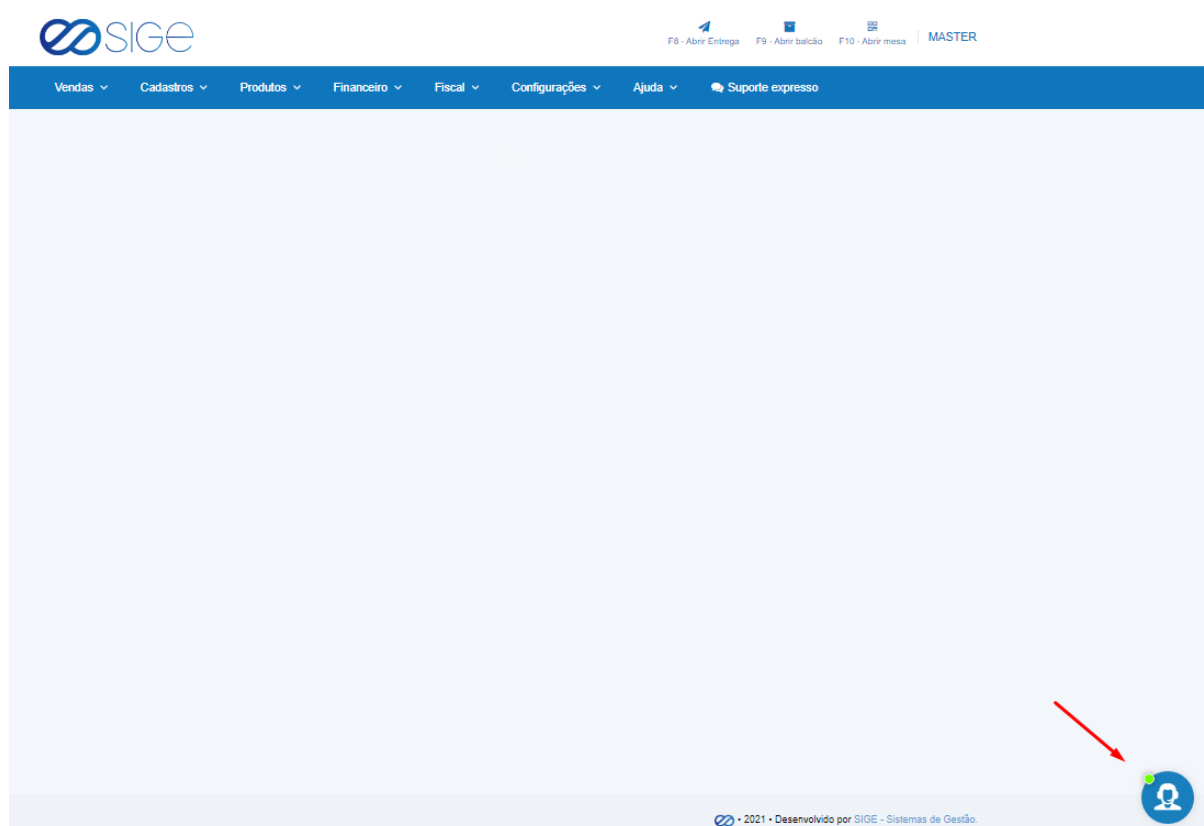 SIGE
F8 - Abrir Entrega F9 - Abrir balcão F10 - Abrir mesa MASTER
Vendas Cadastros Produtos Financeiro Fiscal Configurações Ajuda Suporte expresso
• 2021 • Desenvolvido por SIGE - Sistemas de Gestão.